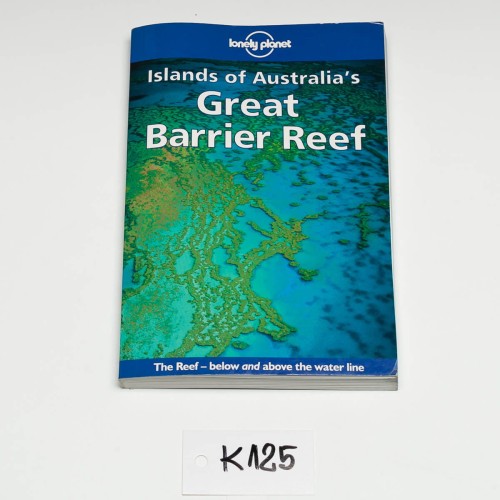 lonely planet
Islands of Australia's
Great
Barrier Reef
The Reef – below and above the water line
K125